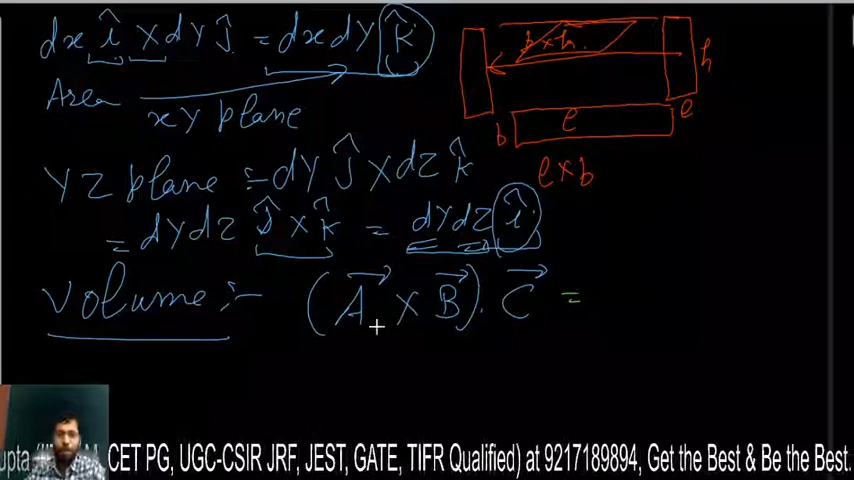 dx î × dy ĵ = dx dy k̂
Area
xy plane
YZ plane :- dy ĵ × dz k̂
= dy dz ĵ × k̂ = dy dz î
Volume :- (A⃗ × B⃗). C⃗ =
h
b
l
l
l×b
CET PG, UGC-CSIR JRF, JEST, GATE, TIFR Qualified) at 9217189894, Get the Best & Be the Best.